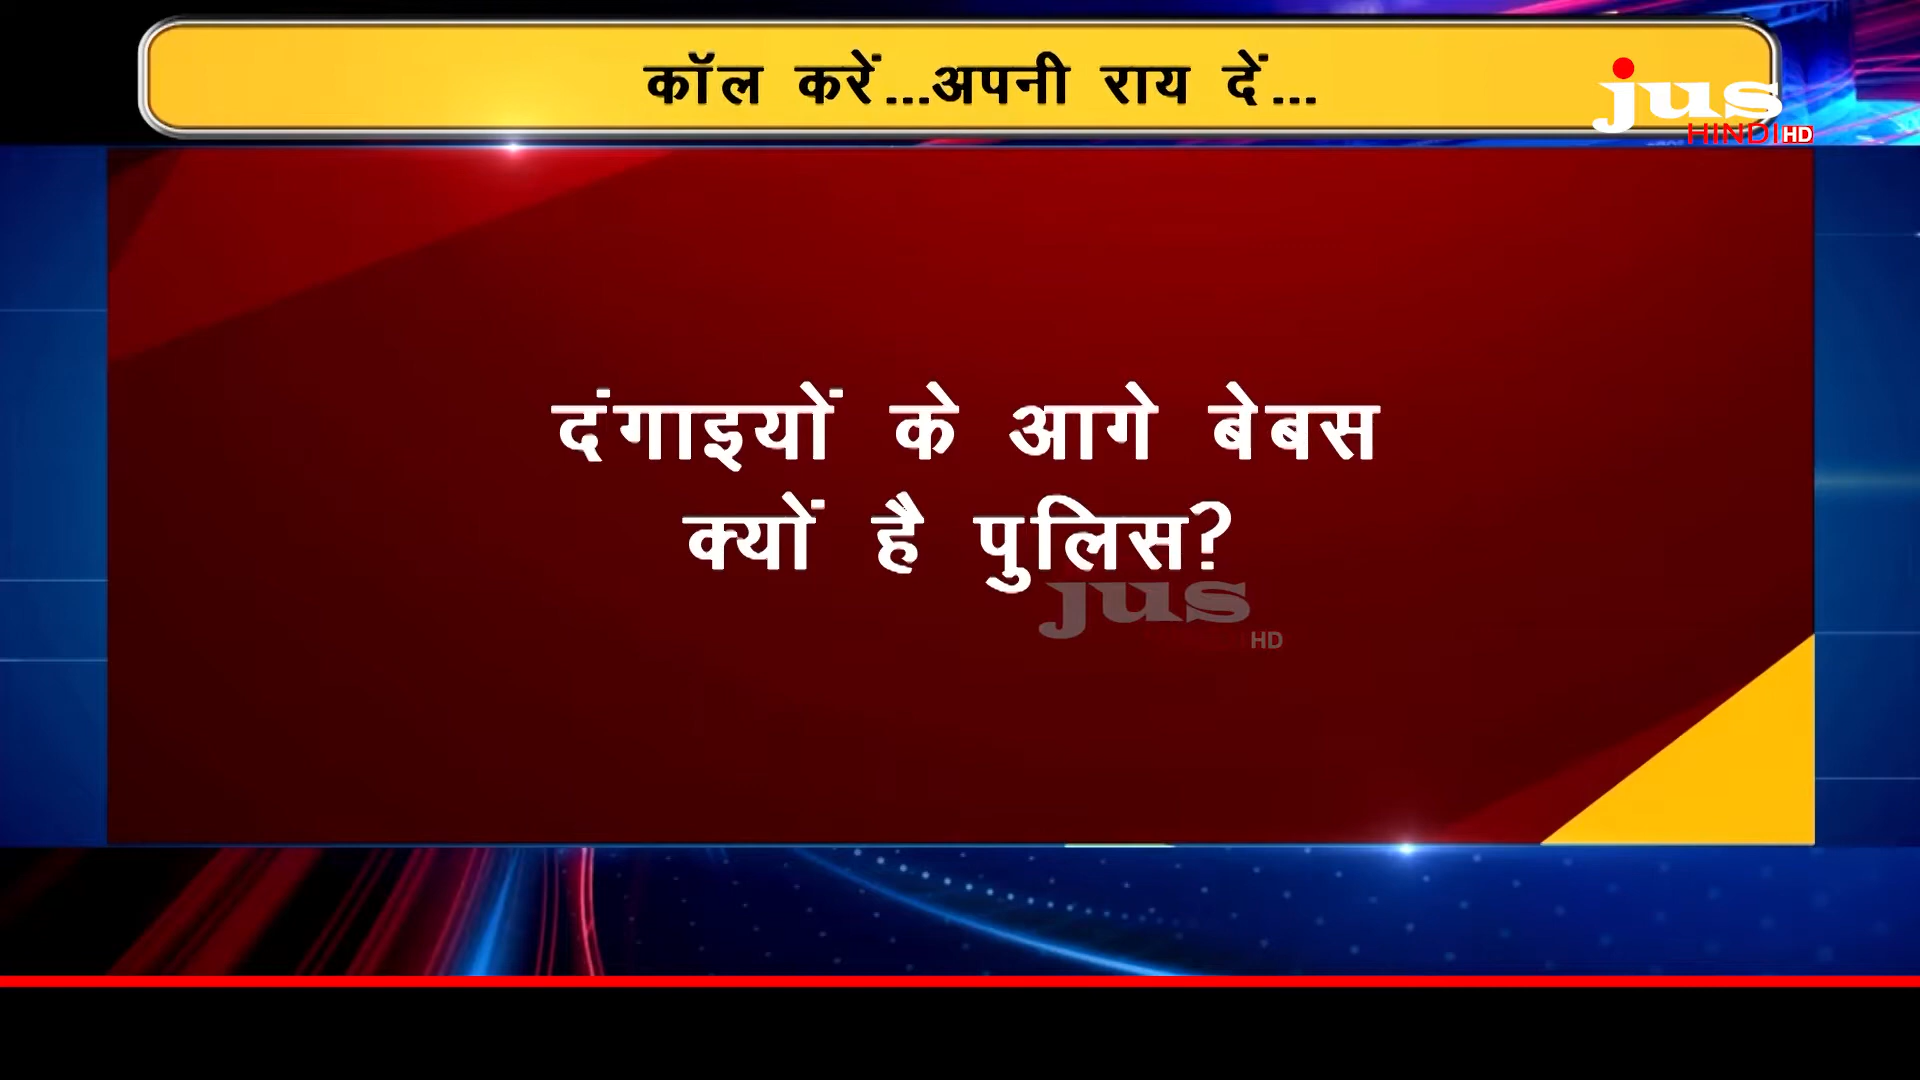 कॉल करें...अपनी राय दें...
jus
HINDI HD
दंगाइयों के आगे बेबस
क्यों है पुलिस?
jus
HD